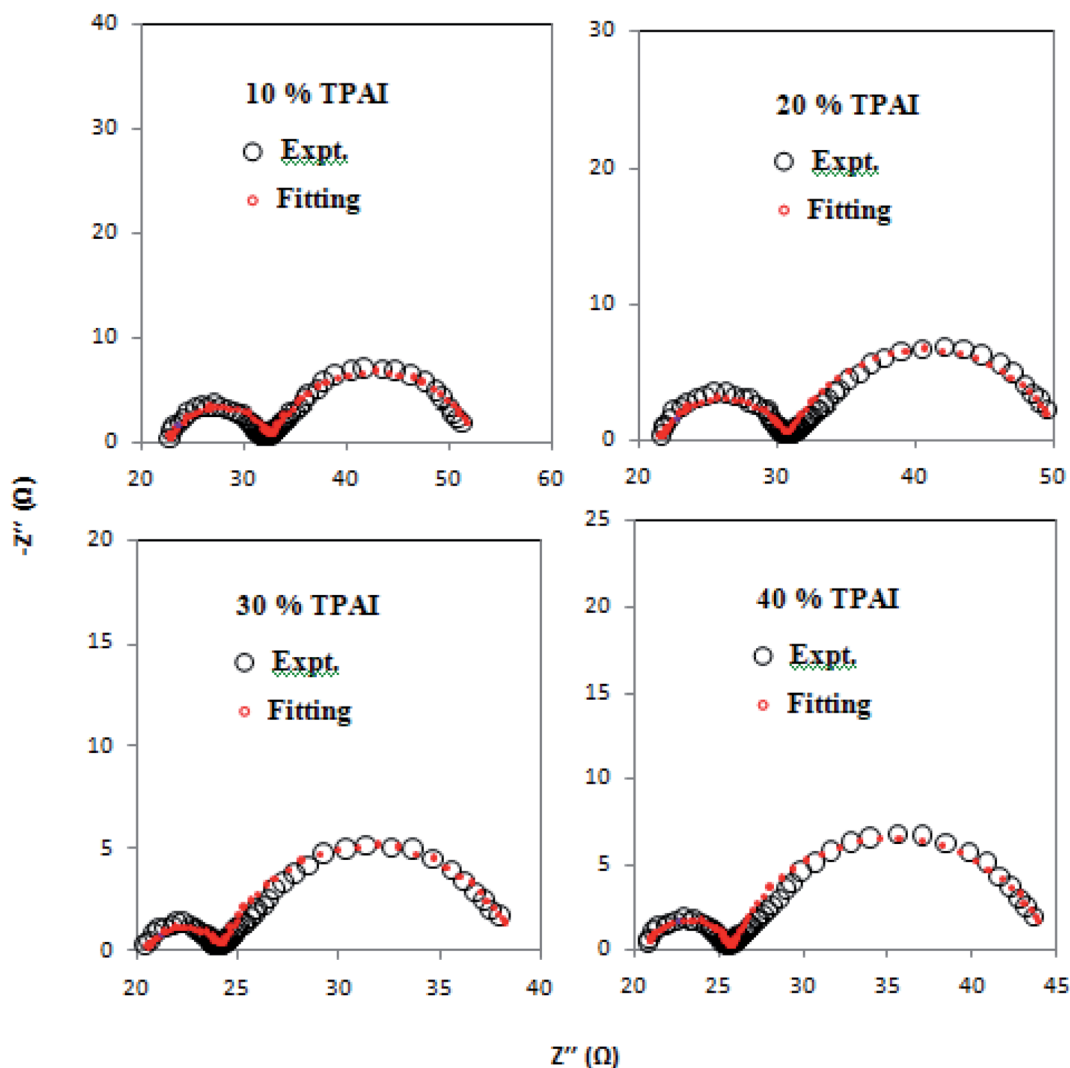 40
30
20
10
0
20 30 40 50 60
10 % TPAI
Expt.
Fitting
30
20
10
0
20 30 40 50
20 % TPAI
Expt.
Fitting
-Z″ (Ω)
20
15
10
5
0
20 25 30 35 40
30 % TPAI
Expt.
Fitting
25
20
15
10
5
0
20 25 30 35 40 45
40 % TPAI
Expt.
Fitting
Z″ (Ω)